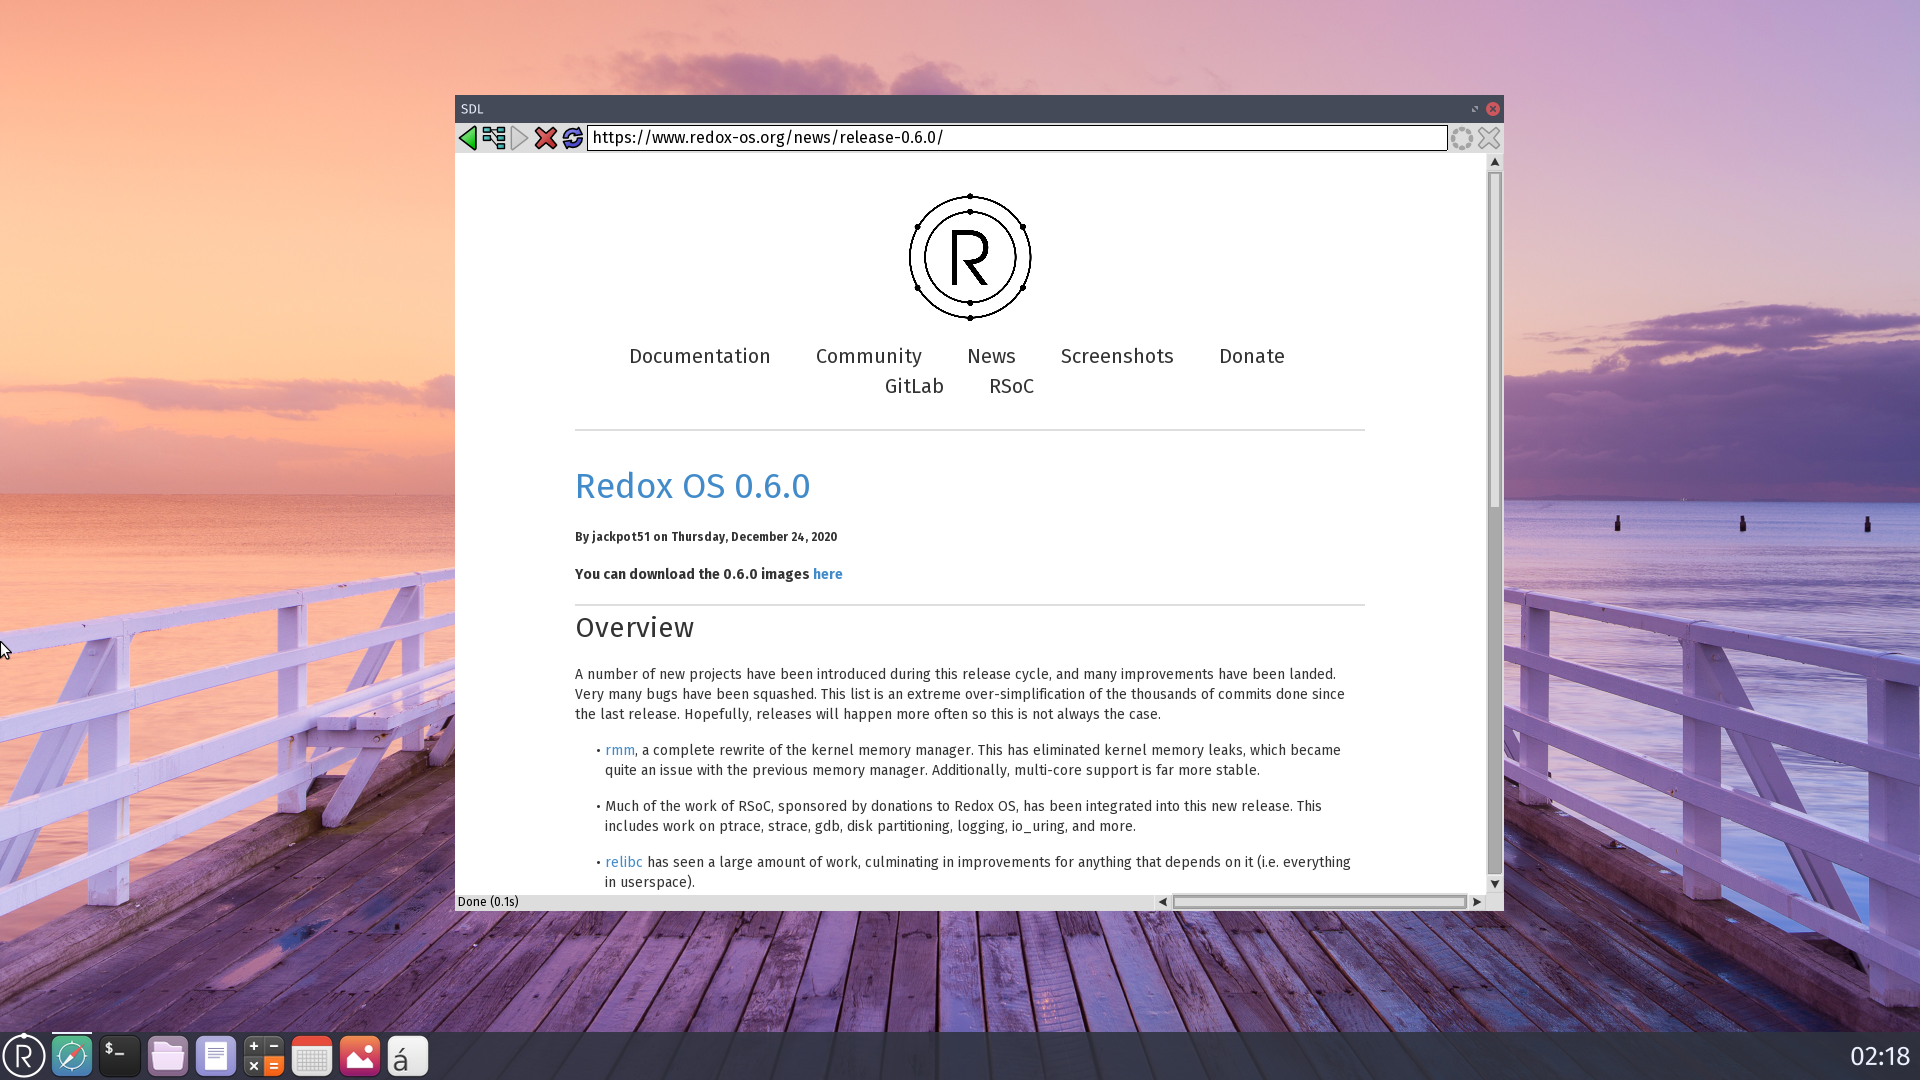 SDL
https://www.redox-os.org/news/release-0.6.0/
R
Documentation Community News Screenshots Donate
GitLab RSoC
Redox OS 0.6.0
By jackpot51 on Thursday, December 24, 2020
You can download the 0.6.0 images here
Overview
A number of new projects have been introduced during this release cycle, and many improvements have been landed.
Very many bugs have been squashed. This list is an extreme over-simplification of the thousands of commits done since
the last release. Hopefully, releases will happen more often so this is not always the case.
• rmm, a complete rewrite of the kernel memory manager. This has eliminated kernel memory leaks, which became
quite an issue with the previous memory manager. Additionally, multi-core support is far more stable.
• Much of the work of RSoC, sponsored by donations to Redox OS, has been integrated into this new release. This
includes work on ptrace, strace, gdb, disk partitioning, logging, io_uring, and more.
• relibc has seen a large amount of work, culminating in improvements for anything that depends on it (i.e. everything
in userspace).
Done (0.1s)
R $_ + − × = á 02:18